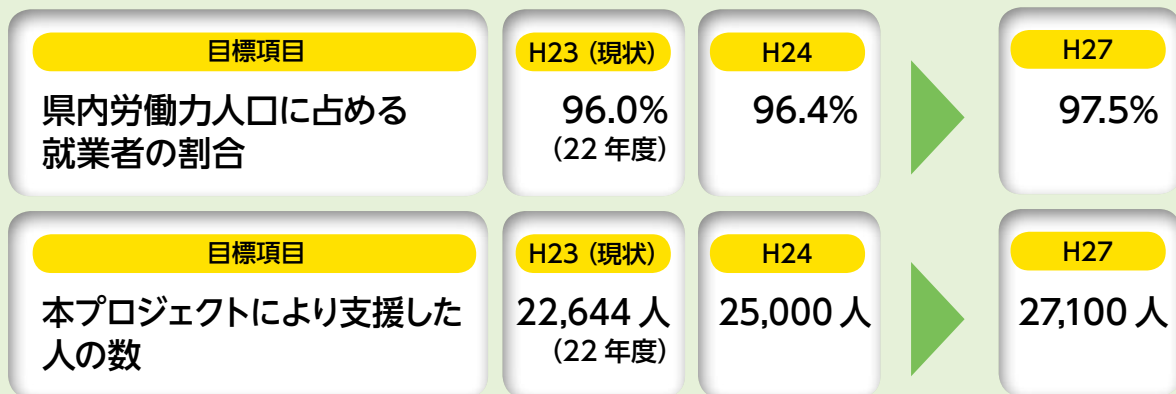 目標項目 H23（現状） H24 H27
県内労働力人口に占める 96.0% 96.4% 97.5%
就業者の割合 （22 年度）
目標項目 H23（現状） H24 H27
本プロジェクトにより支援した 22,644 人 25,000 人 27,100 人
人の数 （22 年度）